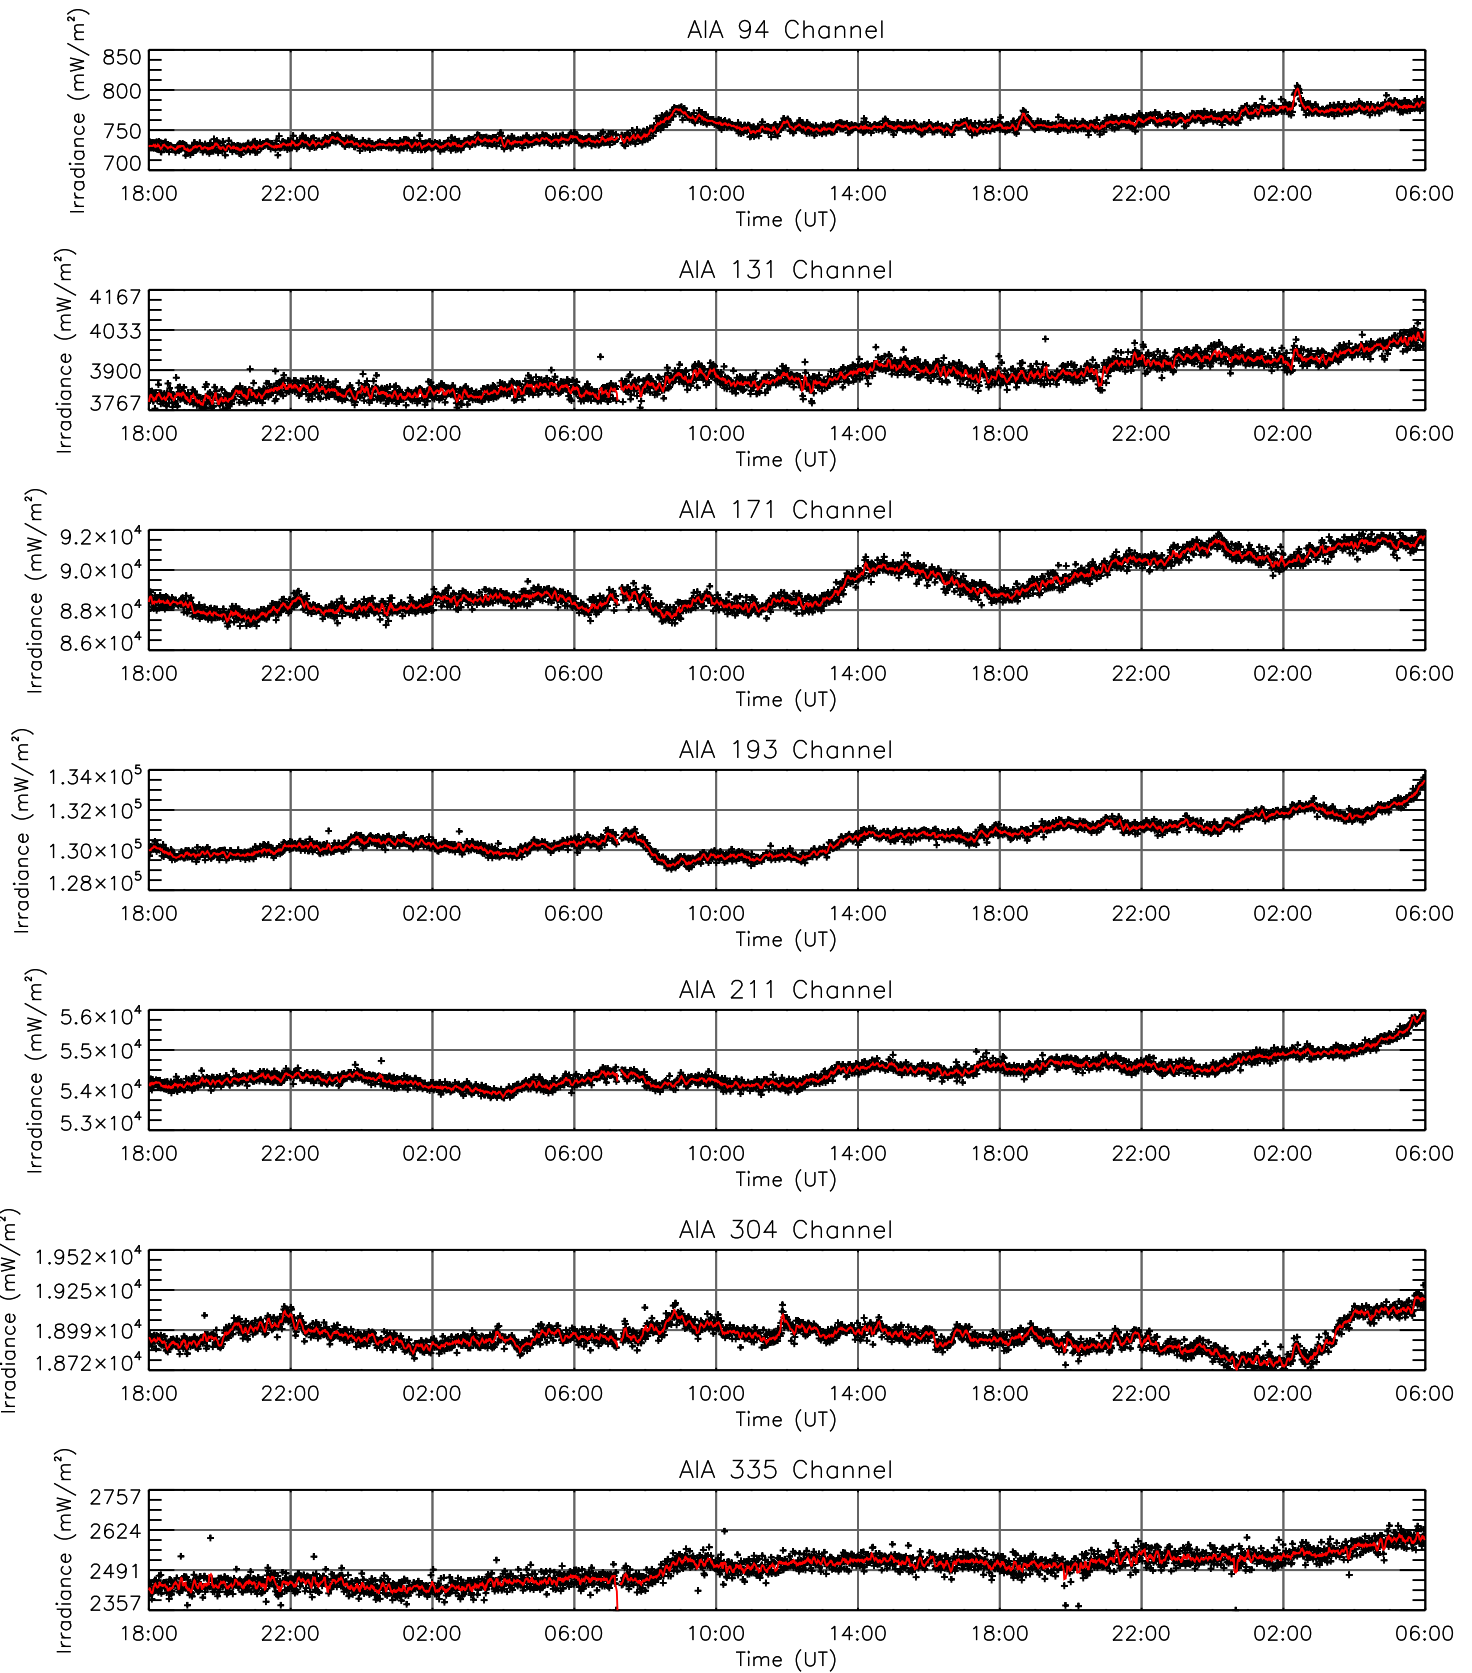 AIA 94 Channel
Irradiance (mW/m²)
850
800
750
700
18:00 22:00 02:00 06:00 10:00 14:00 18:00 22:00 02:00 06:00
Time (UT)
AIA 131 Channel
Irradiance (mW/m²)
4167
4033
3900
3767
18:00 22:00 02:00 06:00 10:00 14:00 18:00 22:00 02:00 06:00
Time (UT)
AIA 171 Channel
Irradiance (mW/m²)
9.2×10⁴
9.0×10⁴
8.8×10⁴
8.6×10⁴
18:00 22:00 02:00 06:00 10:00 14:00 18:00 22:00 02:00 06:00
Time (UT)
AIA 193 Channel
Irradiance (mW/m²)
1.34×10⁵
1.32×10⁵
1.30×10⁵
1.28×10⁵
18:00 22:00 02:00 06:00 10:00 14:00 18:00 22:00 02:00 06:00
Time (UT)
AIA 211 Channel
Irradiance (mW/m²)
5.6×10⁴
5.5×10⁴
5.4×10⁴
5.3×10⁴
18:00 22:00 02:00 06:00 10:00 14:00 18:00 22:00 02:00 06:00
Time (UT)
AIA 304 Channel
Irradiance (mW/m²)
1.952×10⁴
1.925×10⁴
1.899×10⁴
1.872×10⁴
18:00 22:00 02:00 06:00 10:00 14:00 18:00 22:00 02:00 06:00
Time (UT)
AIA 335 Channel
Irradiance (mW/m²)
2757
2624
2491
2357
18:00 22:00 02:00 06:00 10:00 14:00 18:00 22:00 02:00 06:00
Time (UT)